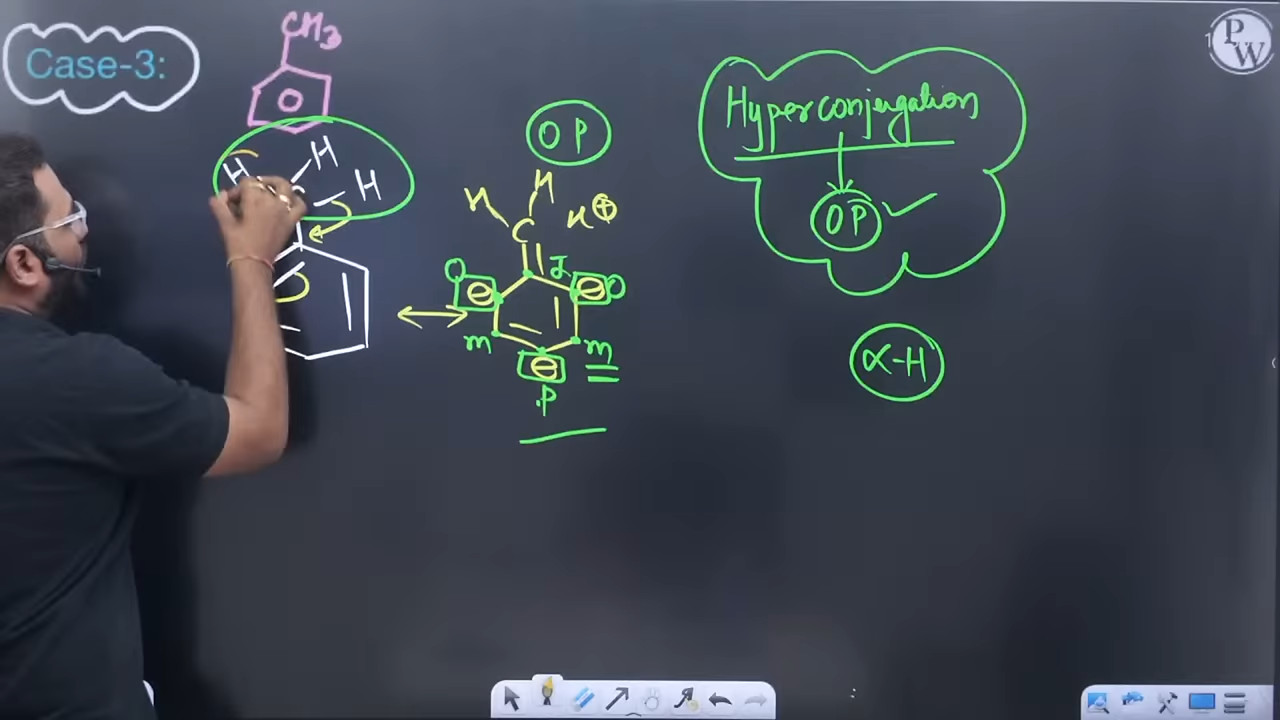 Case-3:
CH3
H
H
H
OP
H
H
C
H⊕
I
O
⊖
⊖
O
m
m
⊖
P
Hyperconjugation
OP
α-H
PW